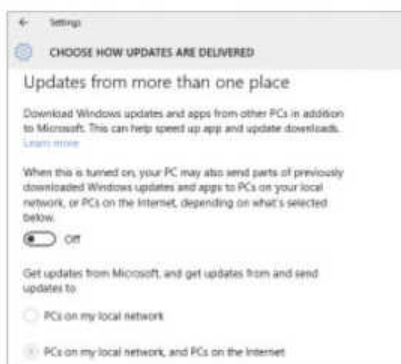 Settings
CHOOSE HOW UPDATES ARE DELIVERED
Updates from more than one place
Download Windows updates and apps from other PCs in addition
to Microsoft. This can help speed up app and update downloads.
Learn more
When this is turned on, your PC may also send parts of previously
downloaded Windows updates and apps to PCs on your local
network, or PCs on the Internet, depending on what's selected
below.
Off
Get updates from Microsoft, and get updates from and send
updates to
PCs on my local network
PCs on my local network, and PCs on the Internet